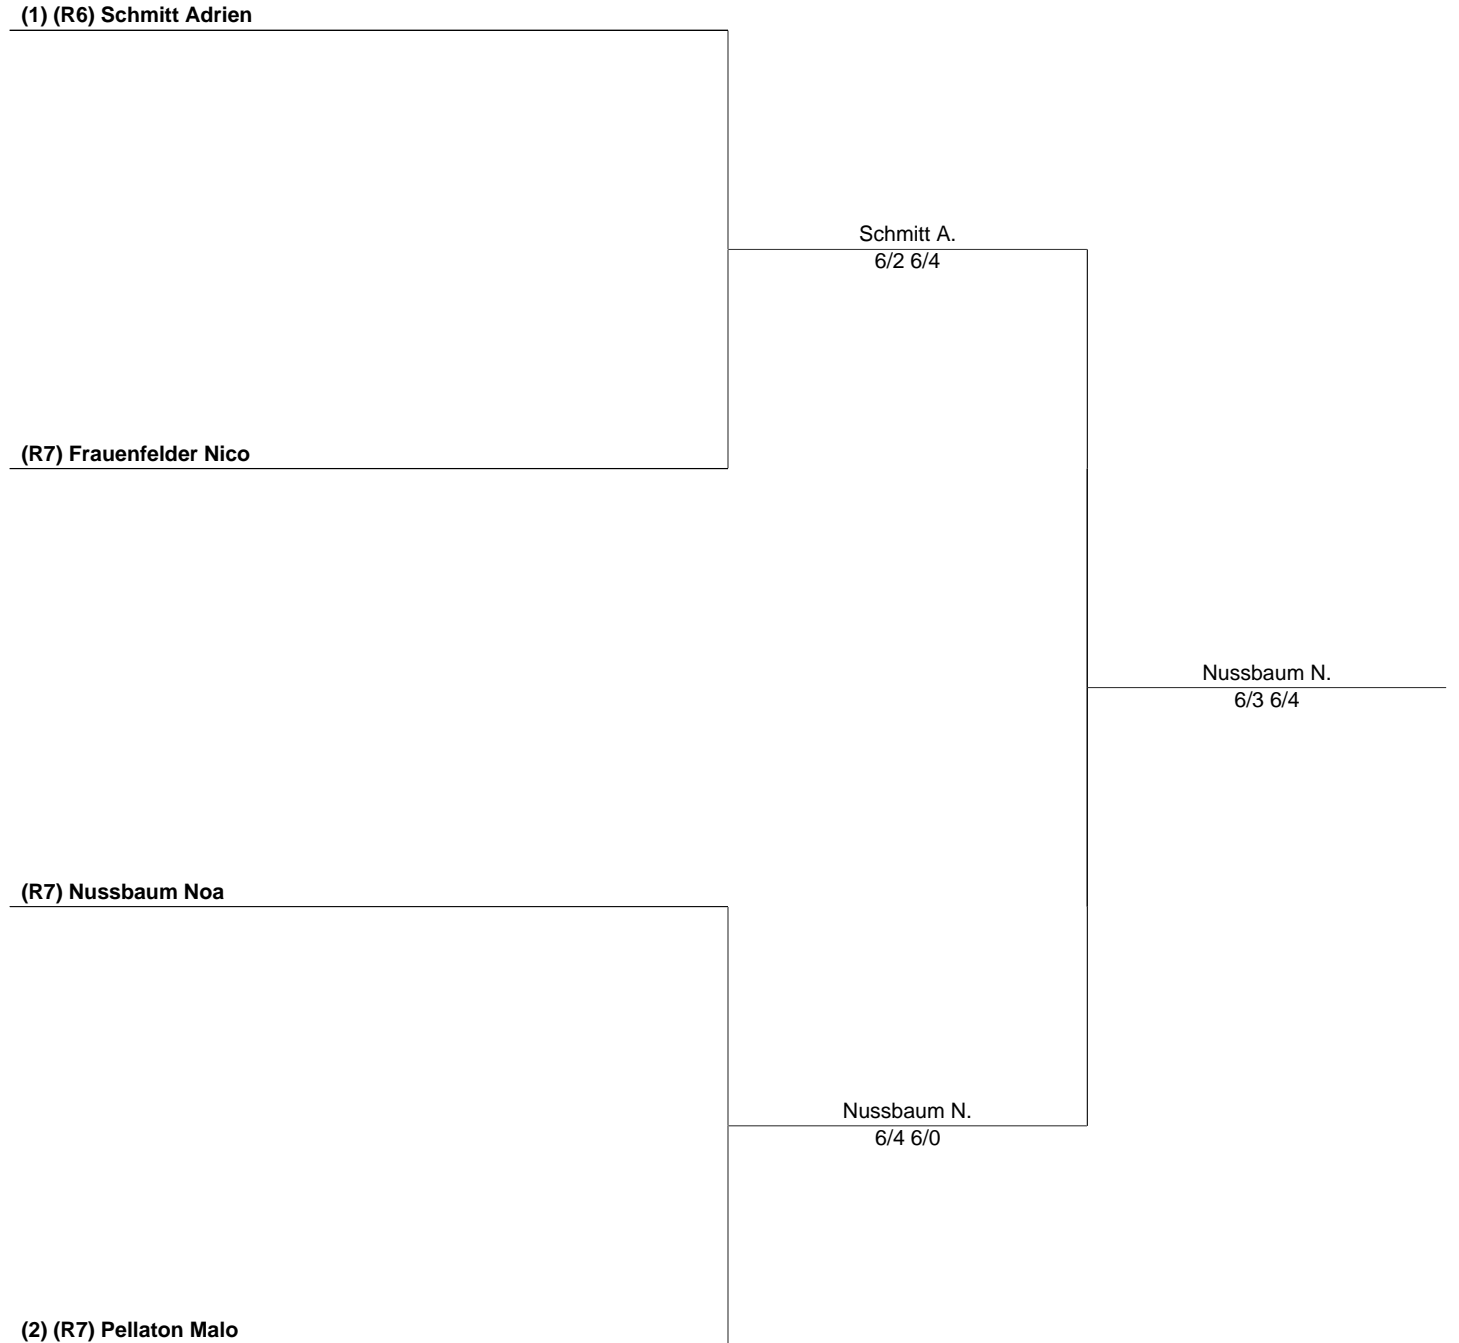 (1) (R6) Schmitt Adrien
Schmitt A.
6/2 6/4
(R7) Frauenfelder Nico
Nussbaum N.
6/3 6/4
(R7) Nussbaum Noa
Nussbaum N.
6/4 6/0
(2) (R7) Pellaton Malo